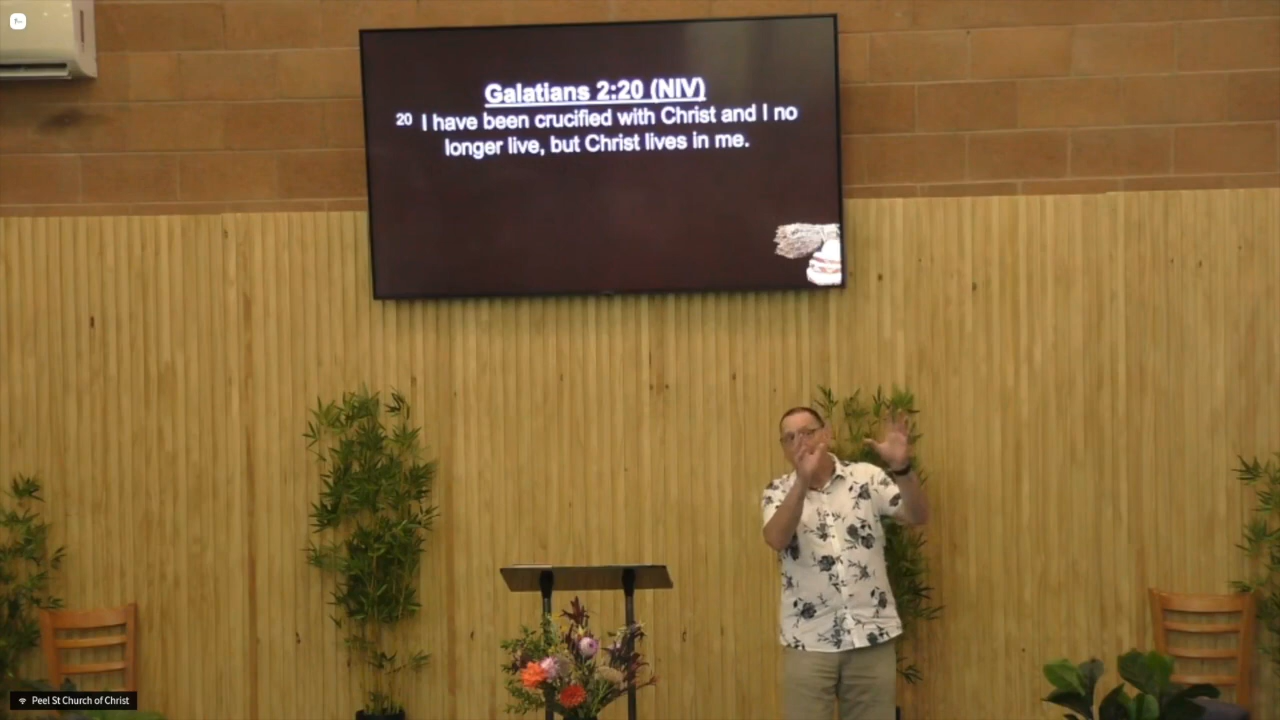 Galatians 2:20 (NIV)
20 I have been crucified with Christ and I no
longer live, but Christ lives in me.
Peel St Church of Christ